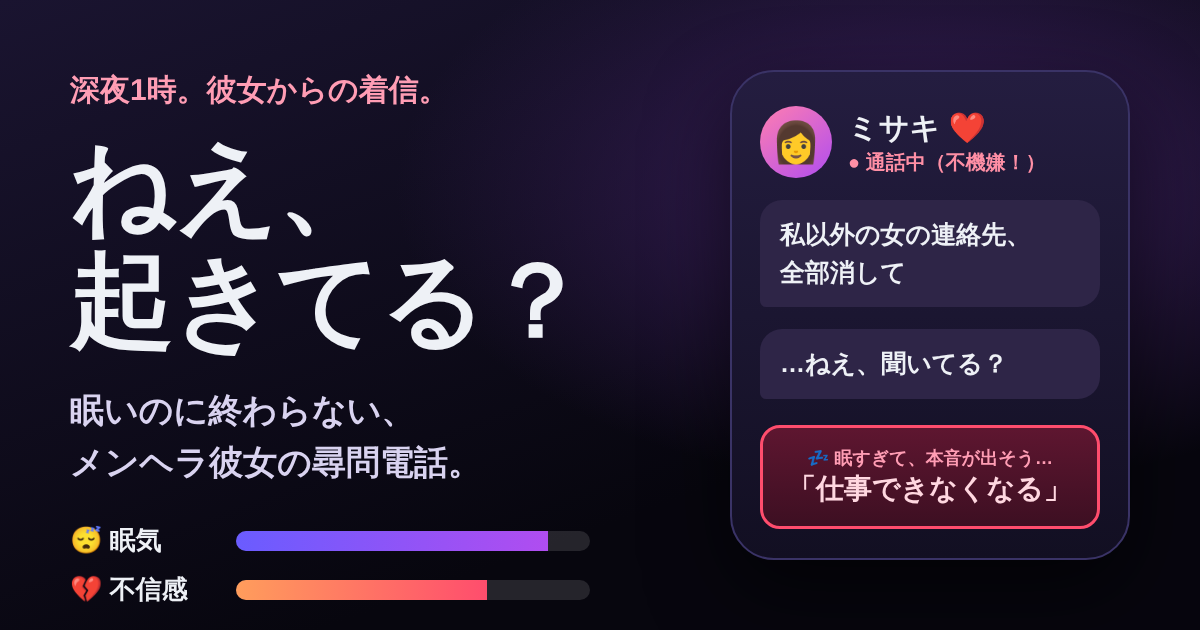 深夜1時。彼女からの着信。
ねえ、
起きてる？
眠いのに終わらない、
メンヘラ彼女の尋問電話。
😴 眠気
💔 不信感
ミサキ ❤️
● 通話中（不機嫌！）
私以外の女の連絡先、
全部消して
…ねえ、聞いてる？
💤 眠すぎて、本音が出そう…
「仕事できなくなる」